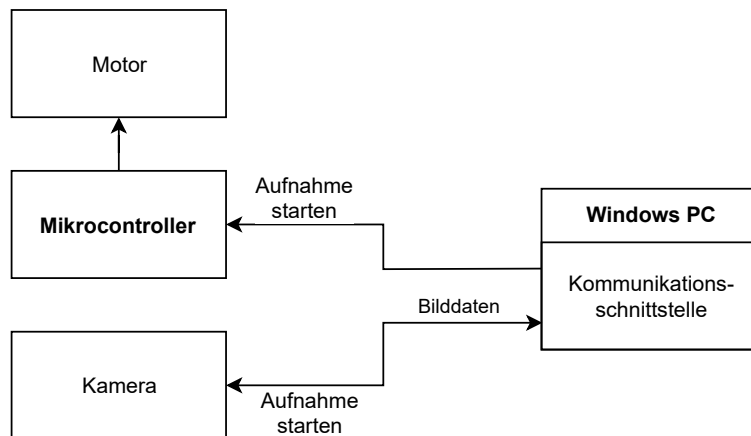 Motor
Mikrocontroller
Aufnahme
starten
Windows PC
Kommunikations-
schnittstelle
Bilddaten
Kamera
Aufnahme
starten